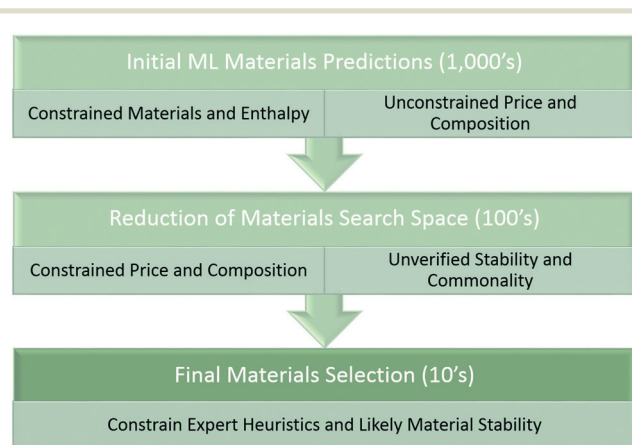 Initial ML Materials Predictions (1,000's)
Constrained Materials and Enthalpy
Unconstrained Price and
Composition
Reduction of Materials Search Space (100's)
Constrained Price and Composition
Unverified Stability and
Commonality
Final Materials Selection (10's)
Constrain Expert Heuristics and Likely Material Stability